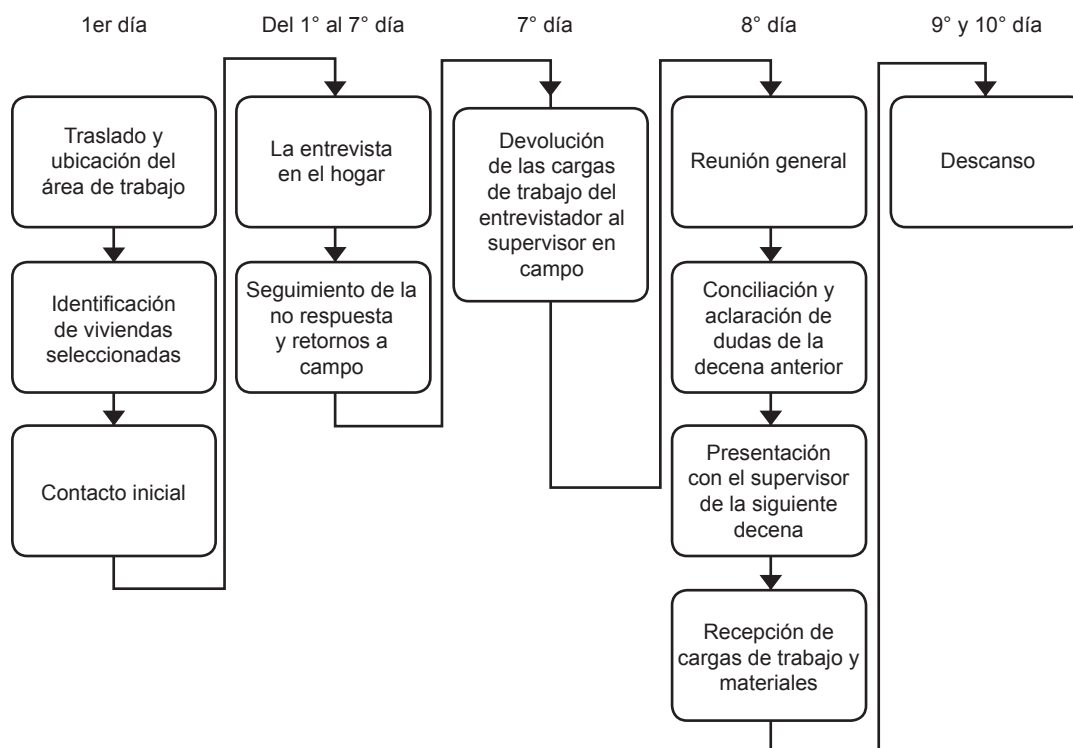 1er día
Del 1° al 7° día
7° día
8° día
9° y 10° día
Traslado y
ubicación del
área de trabajo
Identificación
de viviendas
seleccionadas
Contacto inicial
La entrevista
en el hogar
Seguimiento de la
no respuesta
y retornos a
campo
Devolución
de las cargas
de trabajo del
entrevistador al
supervisor en
campo
Reunión general
Conciliación y
aclaración de
dudas de la
decena anterior
Presentación
con el supervisor
de la siguiente
decena
Recepción de
cargas de trabajo y
materiales
Descanso